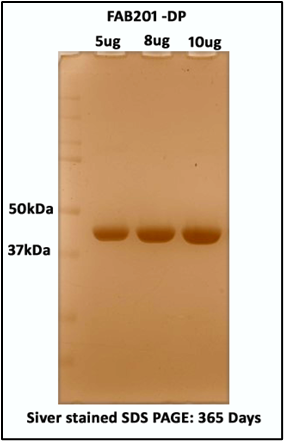 FAB201 -DP
5ug 8ug 10ug
50kDa
37kDa
Siver stained SDS PAGE: 365 Days